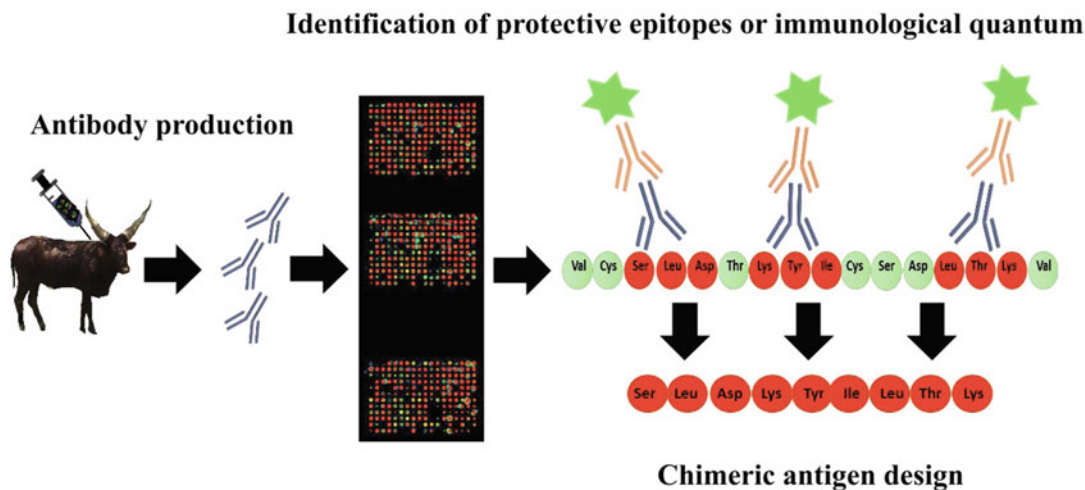 Identification of protective epitopes or immunological quantum
Antibody production
Val Cys Ser Leu Asp Thr Lys Tyr Ile Cys Ser Asp Leu Thr Lys Val
Ser Leu Asp Lys Tyr Ile Leu Thr Lys
Chimeric antigen design